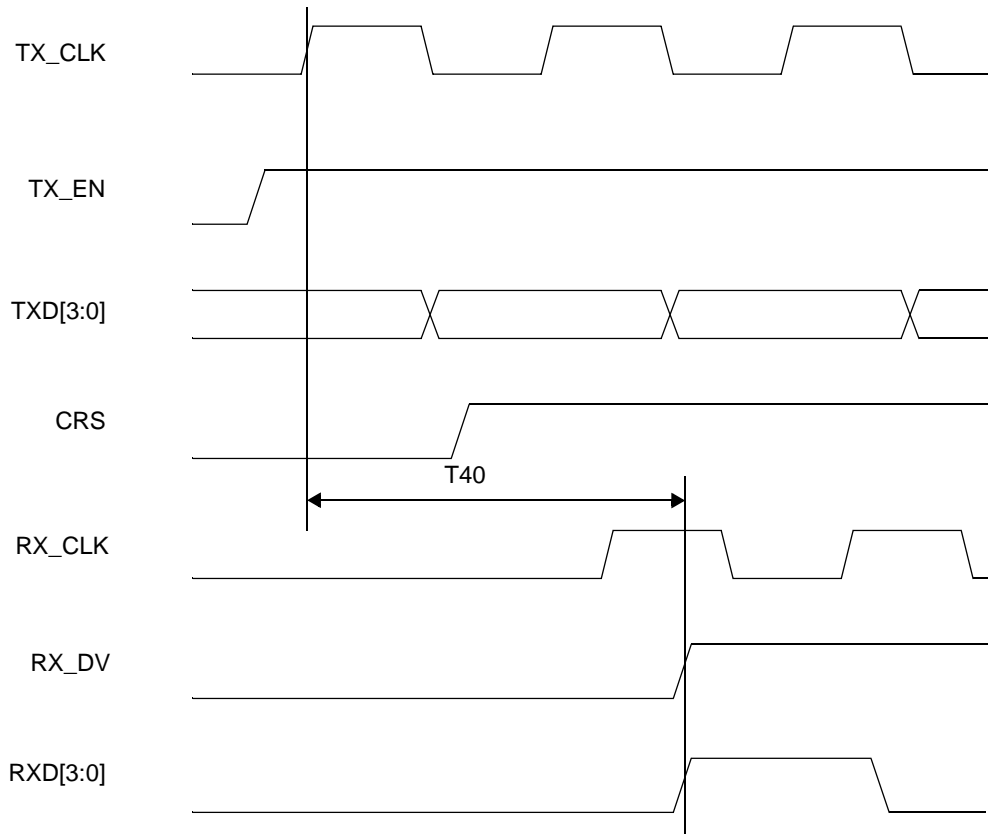 TX_CLK
TX_EN
TXD[3:0]
CRS
T40
RX_CLK
RX_DV
RXD[3:0]